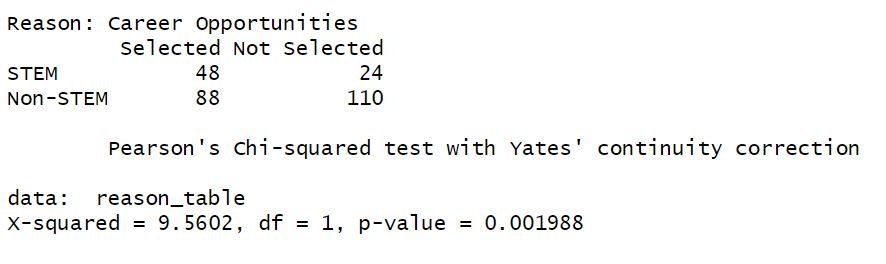 Reason: Career Opportunities
Selected Not Selected
STEM 48 24
Non-STEM 88 110
Pearson's Chi-squared test with Yates' continuity correction
data: reason_table
X-squared = 9.5602, df = 1, p-value = 0.001988